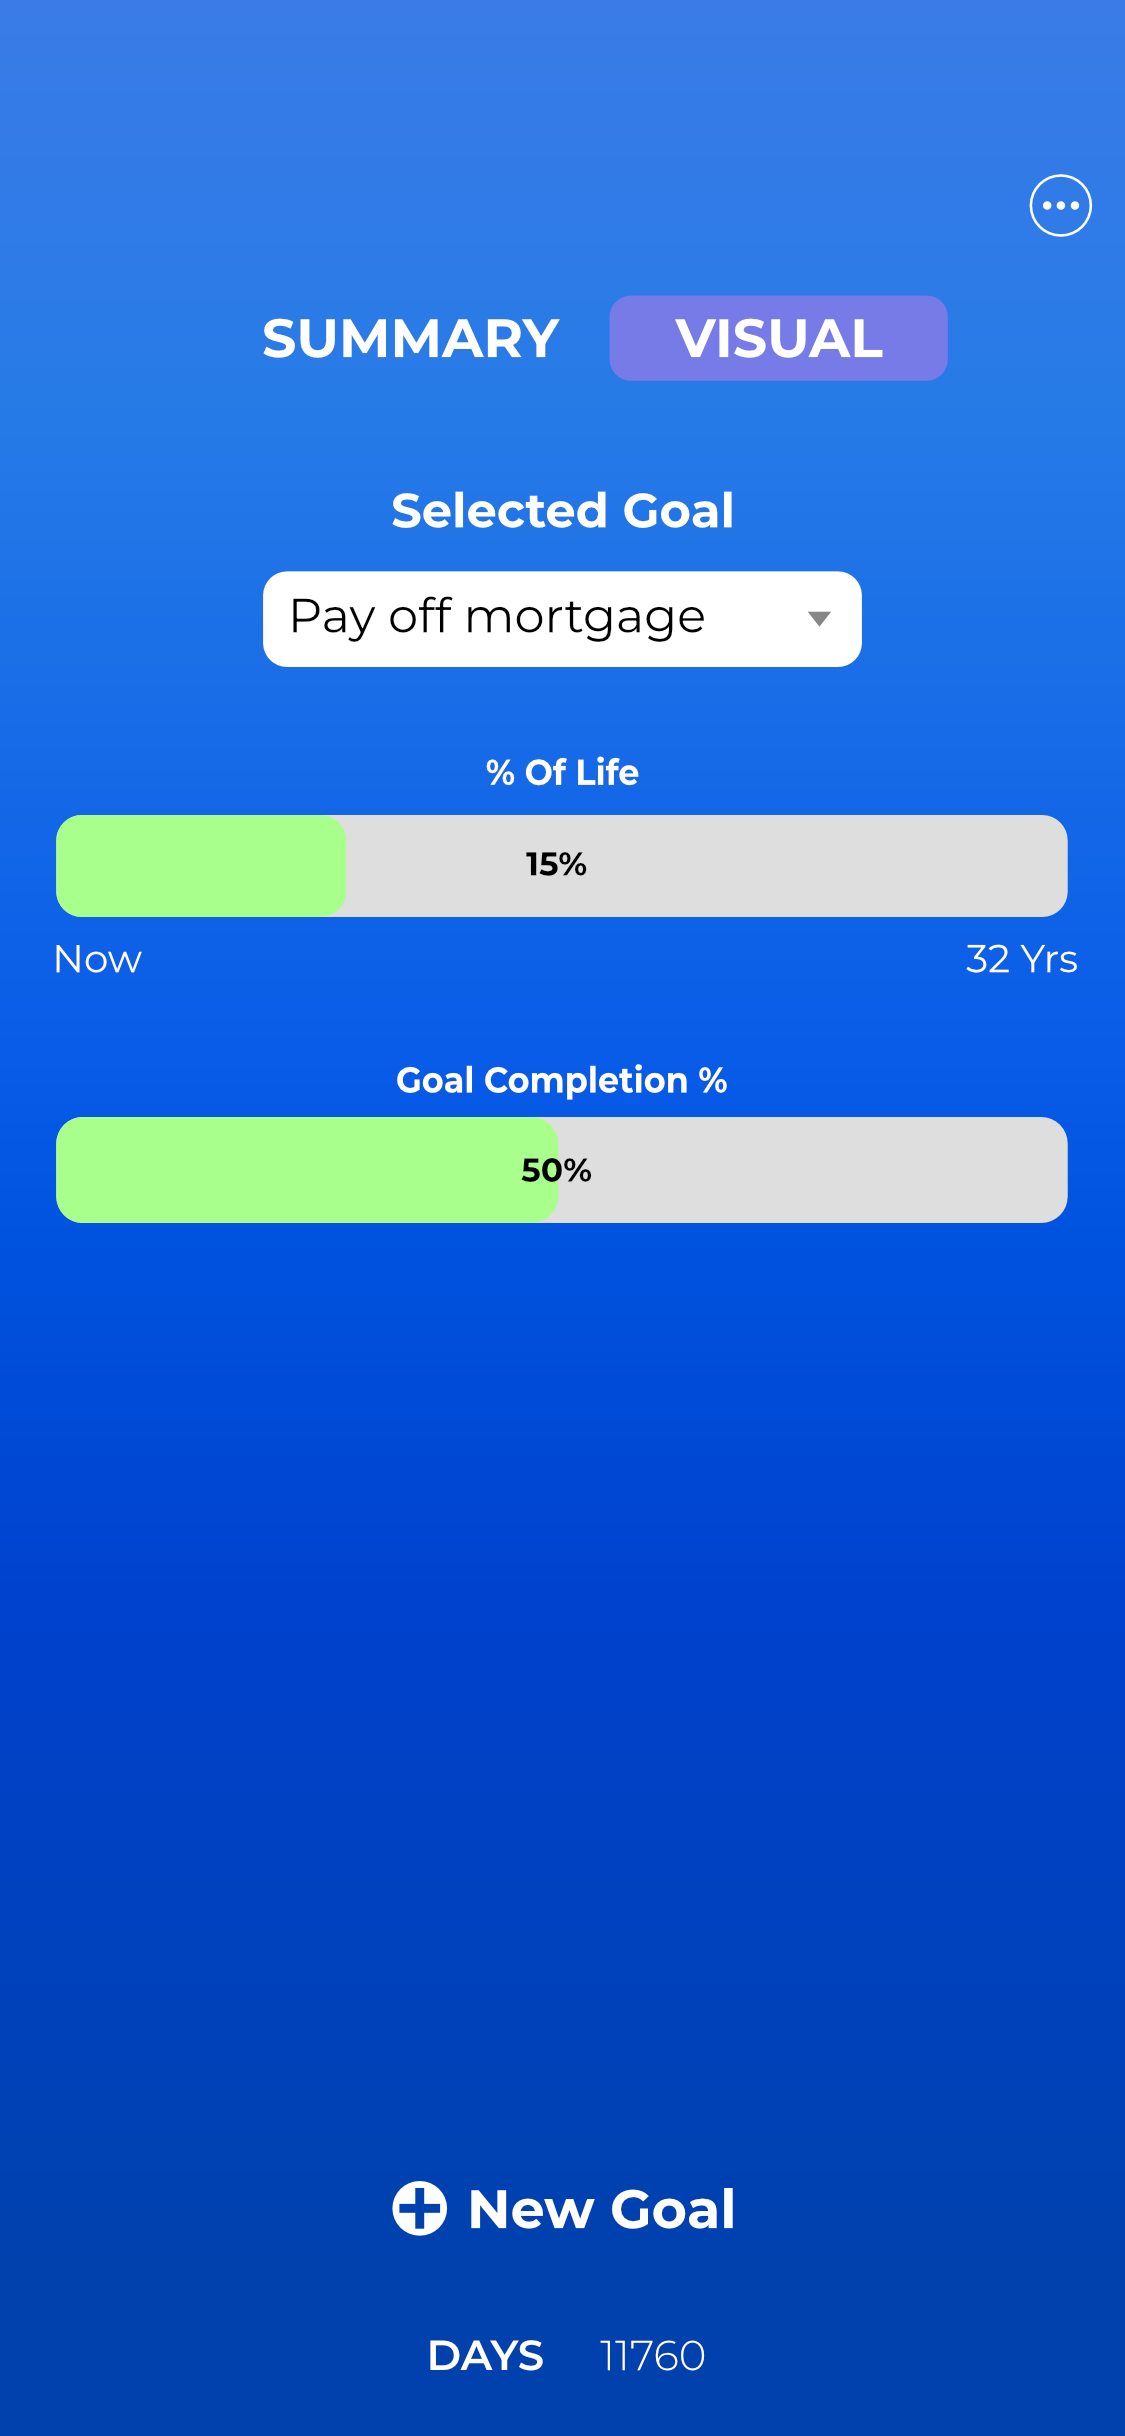 SUMMARY VISUAL
Selected Goal
Pay off mortgage
% Of Life
15%
Now 32 Yrs
Goal Completion %
50%
New Goal
DAYS 11760